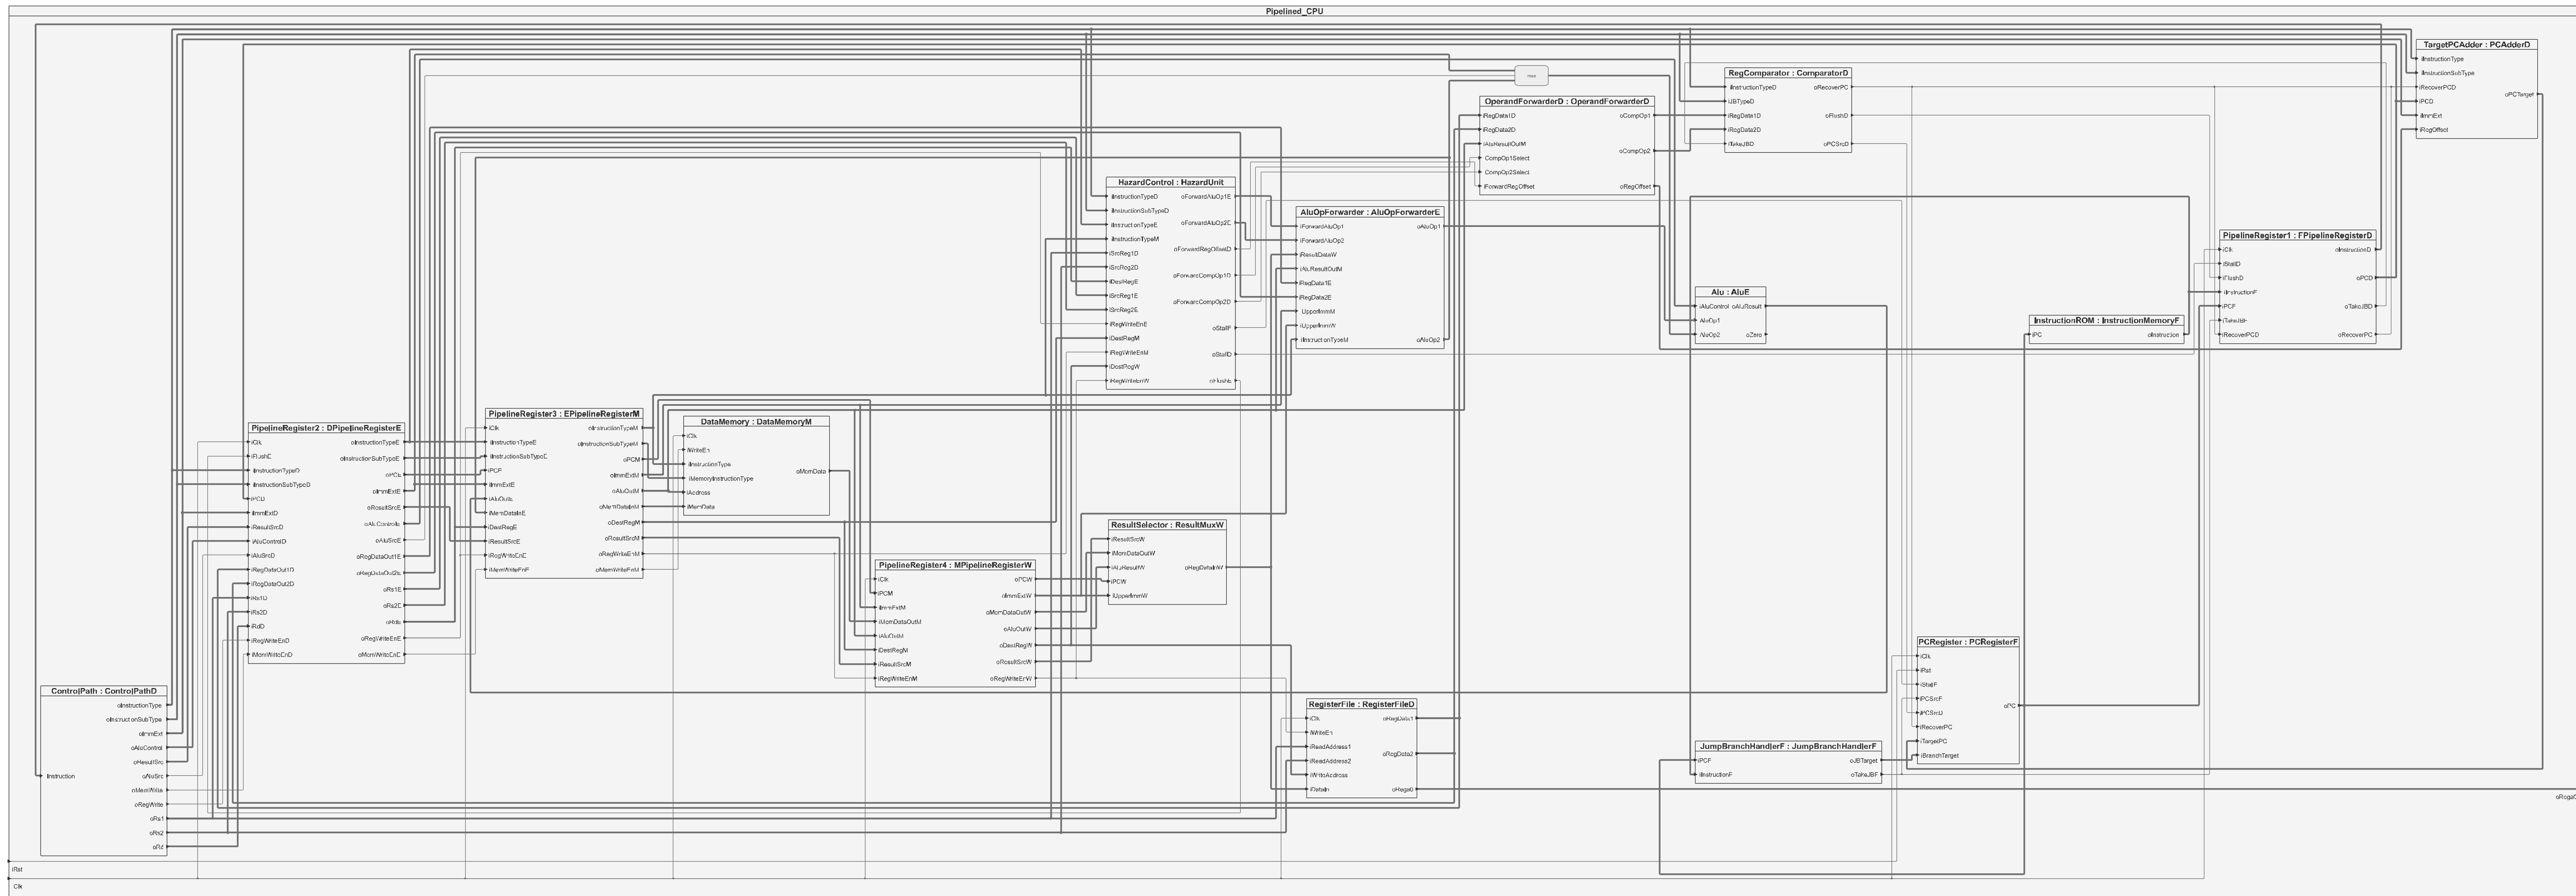 Pipelined_CPU
TargetPCAdder : PCAdderD
iInstructionType
iInstructionSubType
iRecoverPCD
iPCD
iImmExt
iRegOffset
oPCTarget
mux
RegComparator : ComparatorD
iInstructionTypeD
iJBTypeD
iRegData1D
iRegData2D
iTakeJBD
oRecoverPC
oFlushD
oPCSrcD
OperandForwarderD : OperandForwarderD
iRegData1D
iRegData2D
iAluResultOutM
CompOp1Select
CompOp2Select
iForwardRegOffset
oCompOp1
oCompOp2
oRegOffset
HazardControl : HazardUnit
iInstructionTypeD
iInstructionSubTypeD
iInstructionTypeE
iInstructionTypeM
iSrcReg1D
iSrcReg2D
iDestRegE
iSrcReg1E
iSrcReg2E
iRegWriteEnE
iDestRegM
iRegWriteEnM
iDestRegW
iRegWriteEnW
oForwardAluOp1E
oForwardAluOp2E
oForwardRegOffsetD
oForwardCompOp1D
oForwardCompOp2D
oStallF
oStallD
oFlushE
AluOpForwarder : AluOpForwarderE
iForwardAluOp1
iForwardAluOp2
iResultDataW
iAluResultOutM
iRegData1E
iRegData2E
UpperImmM
iUpperImmW
iInstructionTypeM
oAluOp1
oAluOp2
PipelineRegister1 : FPipelineRegisterD
iClk
iStallD
iFlushD
iInstructionF
iPCF
iTakeJBF
iRecoverPCD
oInstructionD
oPCD
oTakeJBD
oRecoverPC
Alu : AluE
iAluControl
AluOp1
AluOp2
oAluResult
oZero
InstructionROM : InstructionMemoryF
iPC
oInstruction
PipelineRegister2 : DPipelineRegisterE
iClk
iFlushE
iInstructionTypeD
iInstructionSubTypeD
iPCD
iImmExtD
iResultSrcD
iAluControlD
iAluSrcD
iRegDataOut1D
iRegDataOut2D
iRs1D
iRs2D
iRdD
iRegWriteEnD
iMemWriteEnD
oInstructionTypeE
oInstructionSubTypeE
oPCE
oImmExtE
oResultSrcE
oAluControlE
oAluSrcE
oRegDataOut1E
oRegDataOut2E
oRs1E
oRs2E
oRdE
oRegWriteEnE
oMemWriteEnE
PipelineRegister3 : EPipelineRegisterM
iClk
iInstructionTypeE
iInstructionSubTypeE
iPCE
iImmExtE
iAluOutE
iMemDataInE
iDestRegE
iResultSrcE
iRegWriteEnE
iMemWriteEnE
oInstructionTypeM
oInstructionSubTypeM
oPCM
oImmExtM
oAluOutM
oMemDataInM
oDestRegM
oResultSrcM
oRegWriteEnM
oMemWriteEnM
DataMemory : DataMemoryM
iClk
iWriteEn
iInstructionType
iMemoryInstructionType
iAddress
iMemData
oMemData
ResultSelector : ResultMuxW
iResultSrcW
iMemDataOutW
iAluResultW
iPCW
iUpperImmW
oRegDataInW
PipelineRegister4 : MPipelineRegisterW
iClk
iPCM
iImmExtM
iMemDataOutM
iAluOutM
iDestRegM
iResultSrcM
iRegWriteEnM
oPCW
oImmExtW
oMemDataOutW
oAluOutW
oDestRegW
oResultSrcW
oRegWriteEnW
PCRegister : PCRegisterF
iClk
iRst
iStallF
iPCSrcF
iPCSrcD
iRecoverPC
iTargetPC
iBranchTarget
oPC
ControlPath : ControlPathD
Instruction
oInstructionType
oInstructionSubType
oImmExt
oAluControl
oResultSrc
oAluSrc
oMemWrite
oRegWrite
oRs1
oRs2
oRd
RegisterFile : RegisterFileD
iClk
iWriteEn
iReadAddress1
iReadAddress2
iWriteAddress
iDataIn
oRegData1
oRegData2
oRega0
JumpBranchHandlerF : JumpBranchHandlerF
iPCF
iInstructionF
oJBTarget
oTakeJBF
oRega0
iRst
Clk